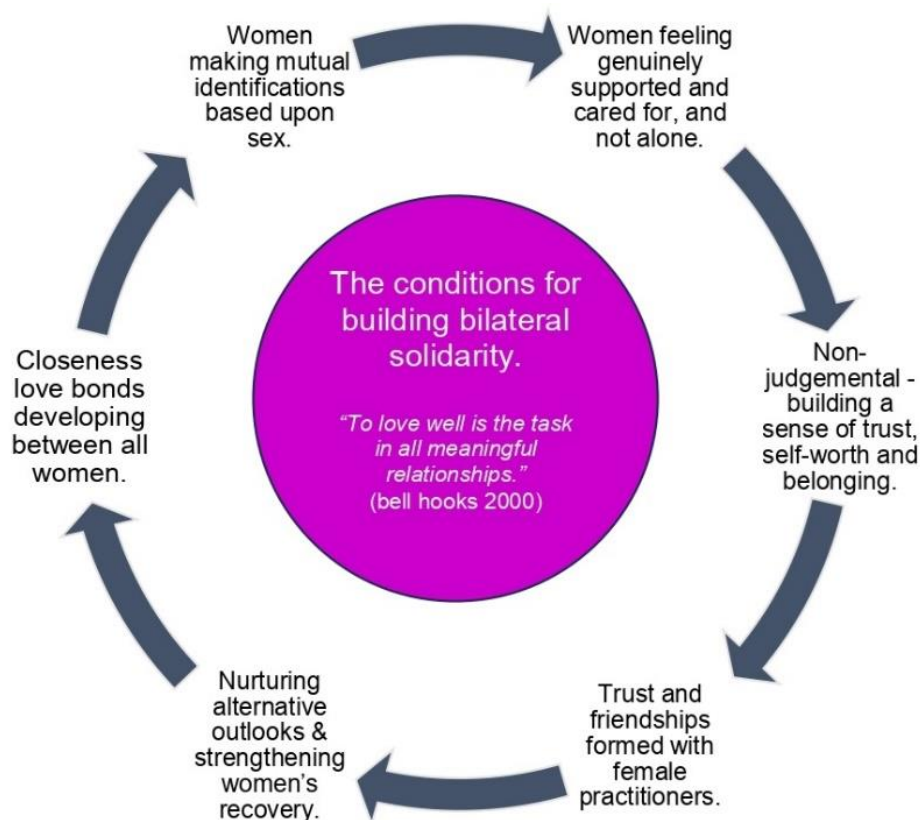 Women
making mutual
identifications
based upon
sex.
Women feeling
genuinely
supported and
cared for, and
not alone.
Non-
judgemental -
building a
sense of trust,
self-worth and
belonging.
Trust and
friendships
formed with
female
practitioners.
Nurturing
alternative
outlooks &
strengthening
women's
recovery.
Closeness
love bonds
developing
between all
women.
The conditions for
building bilateral
solidarity.
“To love well is the task
in all meaningful
relationships.”
(bell hooks 2000)